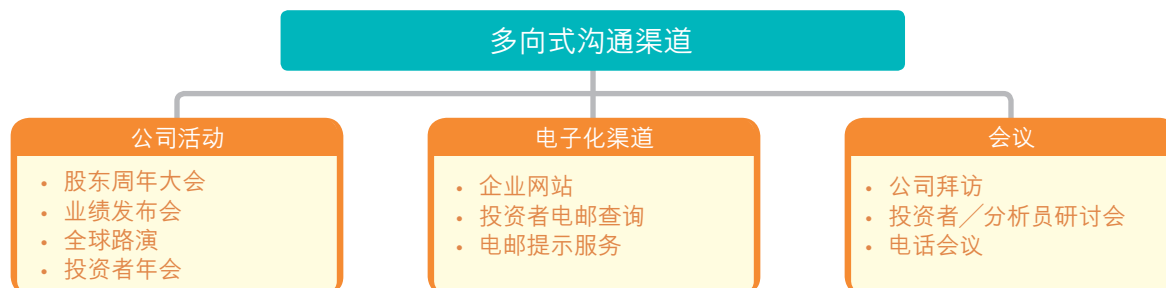 多向式沟通渠道
公司活动
• 股东周年大会
• 业绩发布会
• 全球路演
• 投资者年会
电子化渠道
• 企业网站
• 投资者电邮查询
• 电邮提示服务
会议
• 公司拜访
• 投资者╱分析员研讨会
• 电话会议